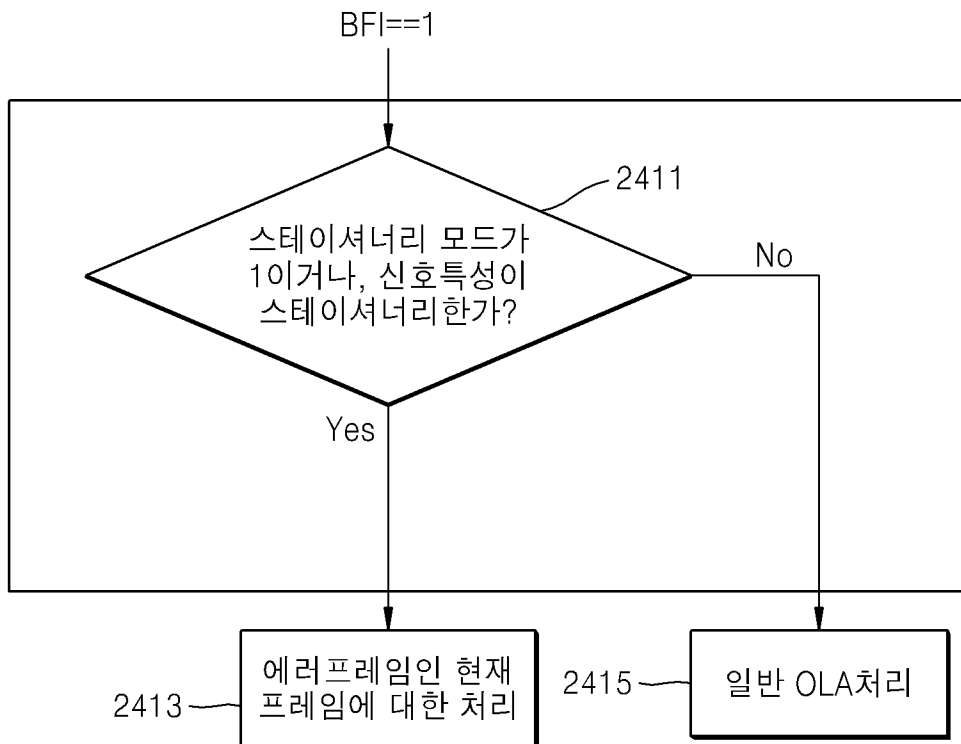 BFI==1
2411
스테이셔너리 모드가
1이거나, 신호특성이
스테이셔너리한가?
No
Yes
에러프레임인 현재
프레임에 대한 처리
2413
2415
일반 OLA처리